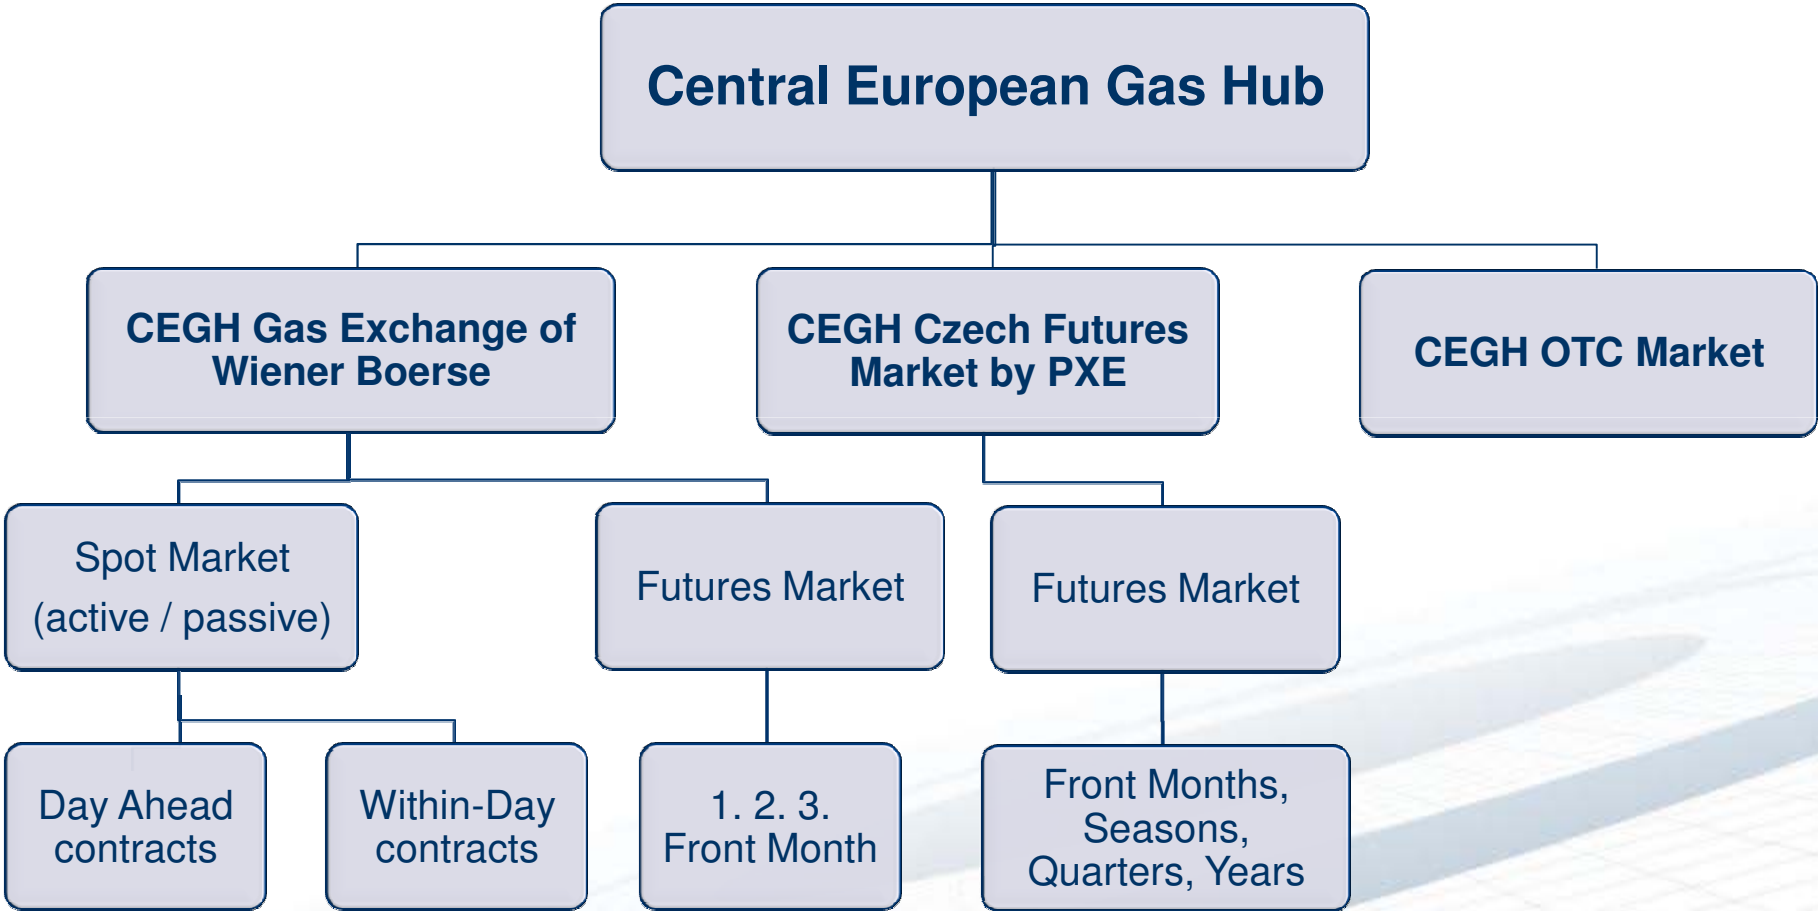 Central European Gas Hub
CEGH Gas Exchange of
Wiener Boerse
CEGH Czech Futures
Market by PXE
CEGH OTC Market
Spot Market
(active / passive)
Futures Market
Futures Market
Day Ahead
contracts
Within-Day
contracts
1. 2. 3.
Front Month
Front Months,
Seasons,
Quarters, Years